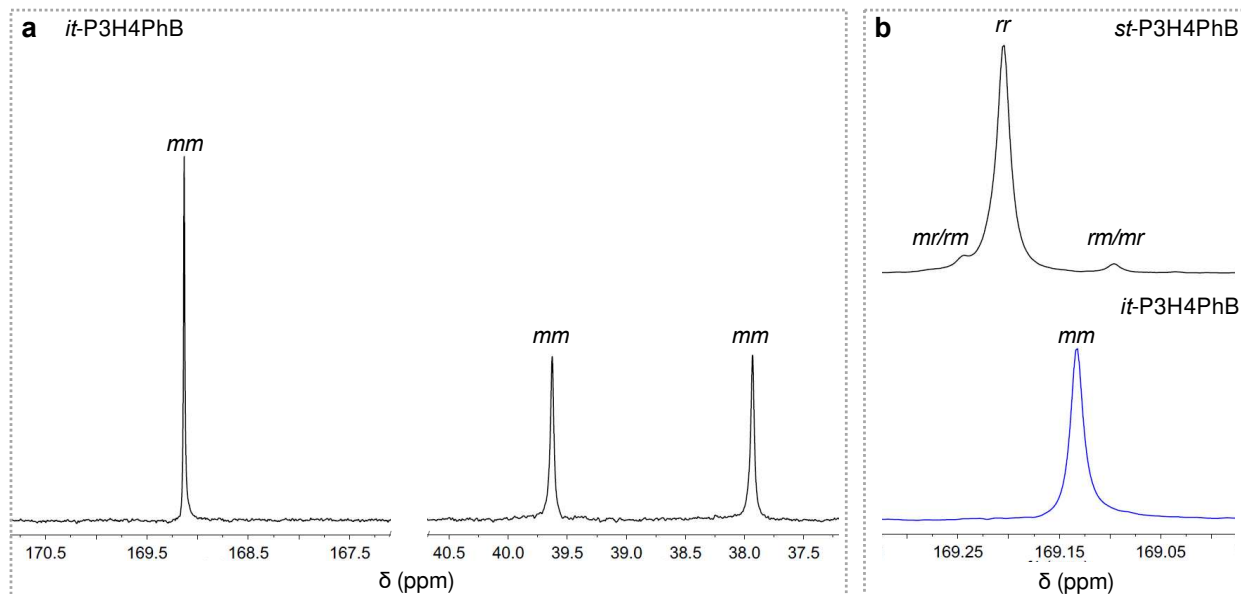 a it-P3H4PhB
mm
mm
mm
170.5 169.5 168.5 167.5
40.5 40.0 39.5 39.0 38.5 38.0 37.5
δ (ppm)
b
rr
st-P3H4PhB
mr/rm
rm/mr
it-P3H4PhB
mm
169.25 169.15 169.05
δ (ppm)